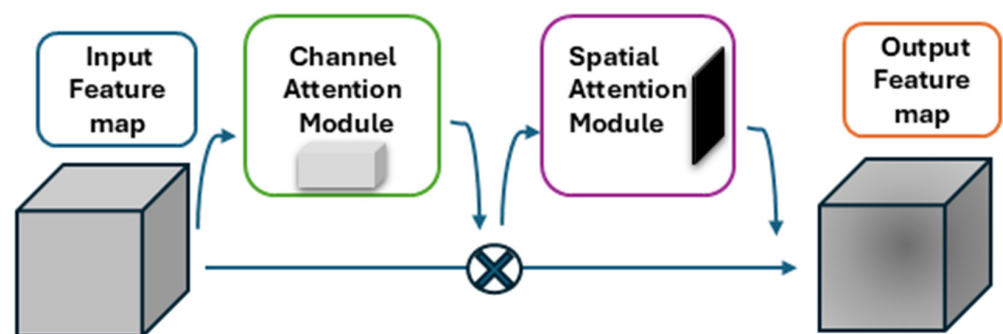 Input
Feature
map
Channel
Attention
Module
Spatial
Attention
Module
Output
Feature
map